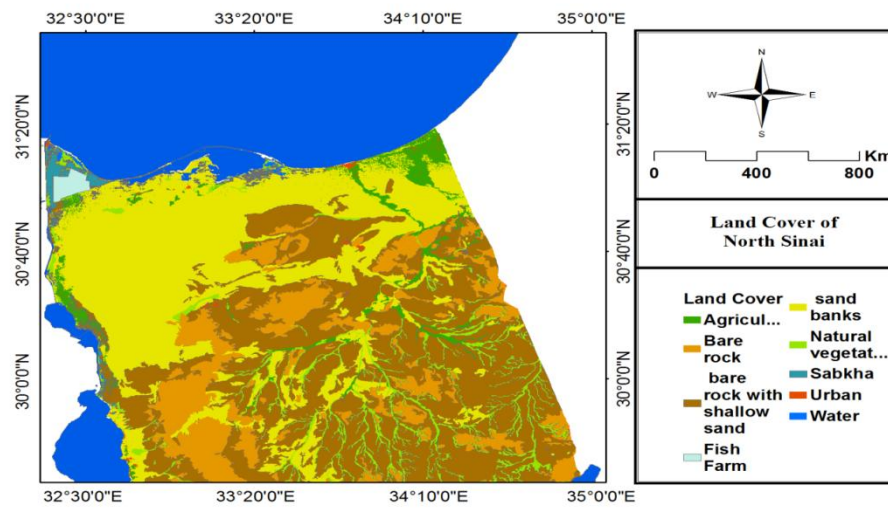 32°30'0"E 33°20'0"E 34°10'0"E 35°0'0"E
31°20'0"N
30°40'0"N
30°0'0"N
31°20'0"N
30°40'0"N
30°0'0"N
32°30'0"E 33°20'0"E 34°10'0"E 35°0'0"E
N
W E
S
Km
0 400 800
Land Cover of
North Sinai
Land Cover
Agricul...
Bare
rock
bare
rock with
shallow
sand
Fish
Farm
sand
banks
Natural
vegetat...
Sabkha
Urban
Water